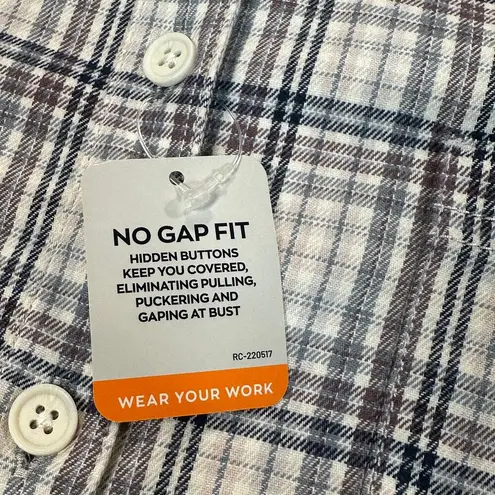 NO GAP FIT
HIDDEN BUTTONS
KEEP YOU COVERED,
ELIMINATING PULLING,
PUCKERING AND
GAPING AT BUST
RC-220517
WEAR YOUR WORK